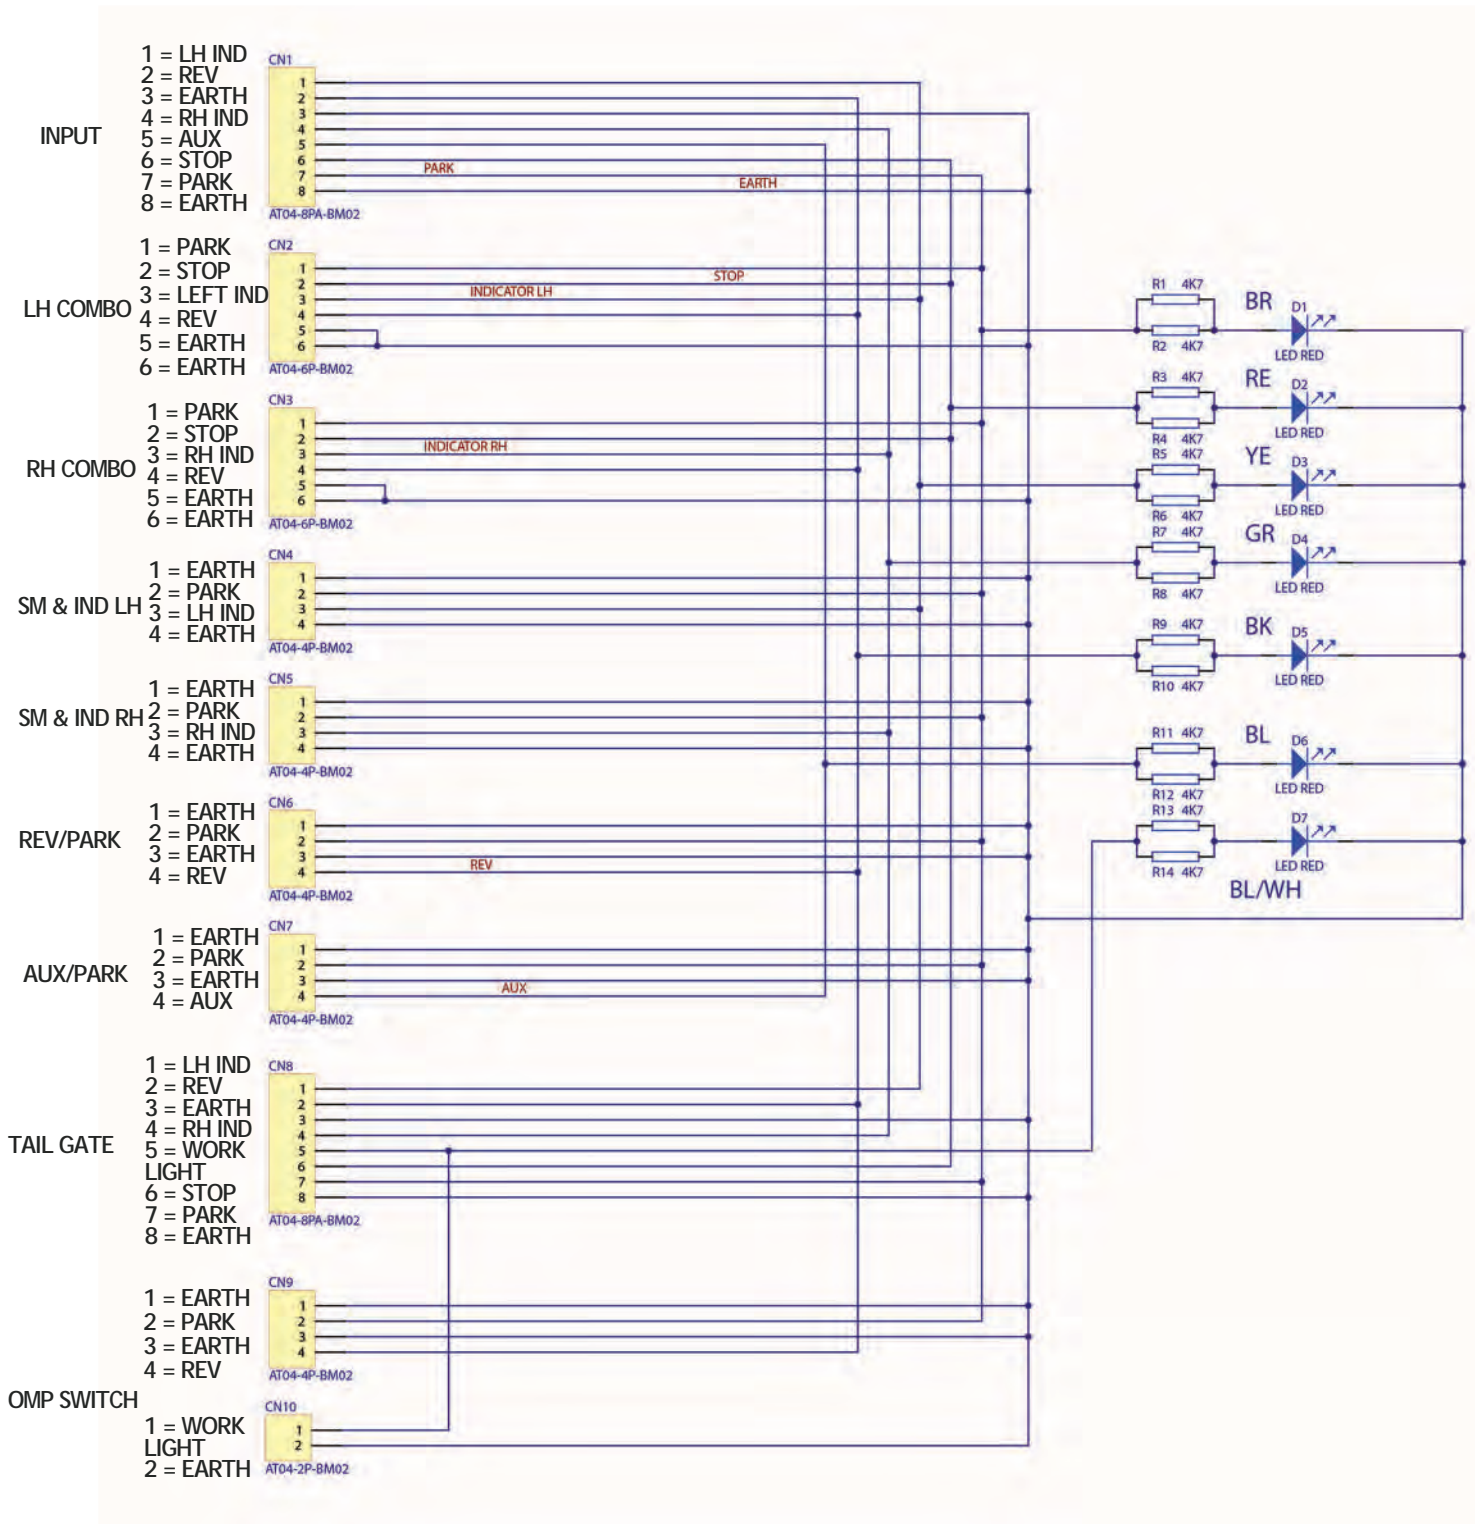 INPUT
1 = LH IND
2 = REV
3 = EARTH
4 = RH IND
5 = AUX
6 = STOP
7 = PARK
8 = EARTH
CN1
1
2
3
4
5
6
7
8
AT04-8PA-BM02
PARK
EARTH
LH COMBO
1 = PARK
2 = STOP
3 = LEFT IND
4 = REV
5 = EARTH
6 = EARTH
CN2
1
2
3
4
5
6
AT04-6P-BM02
STOP
INDICATOR LH
RH COMBO
1 = PARK
2 = STOP
3 = RH IND
4 = REV
5 = EARTH
6 = EARTH
CN3
1
2
3
4
5
6
AT04-6P-BM02
INDICATOR RH
SM & IND LH
1 = EARTH
2 = PARK
3 = LH IND
4 = EARTH
CN4
1
2
3
4
AT04-4P-BM02
SM & IND RH
1 = EARTH
2 = PARK
3 = RH IND
4 = EARTH
CN5
1
2
3
4
AT04-4P-BM02
REV/PARK
1 = EARTH
2 = PARK
3 = EARTH
4 = REV
CN6
1
2
3
4
AT04-4P-BM02
REV
AUX/PARK
1 = EARTH
2 = PARK
3 = EARTH
4 = AUX
CN7
1
2
3
4
AT04-4P-BM02
AUX
TAIL GATE
1 = LH IND
2 = REV
3 = EARTH
4 = RH IND
5 = WORK
LIGHT
6 = STOP
7 = PARK
8 = EARTH
CN8
1
2
3
4
5
6
7
8
AT04-8PA-BM02
1 = EARTH
2 = PARK
3 = EARTH
4 = REV
CN9
1
2
3
4
AT04-4P-BM02
OMP SWITCH
1 = WORK
LIGHT
2 = EARTH
CN10
1
2
AT04-2P-BM02
R1 4K7
R2 4K7
BR
D1
LED RED
R3 4K7
R4 4K7
RE
D2
LED RED
R5 4K7
R6 4K7
YE
D3
LED RED
R7 4K7
R8 4K7
GR
D4
LED RED
R9 4K7
R10 4K7
BK
D5
LED RED
R11 4K7
R12 4K7
BL
D6
LED RED
R13 4K7
R14 4K7
D7
LED RED
BL/WH